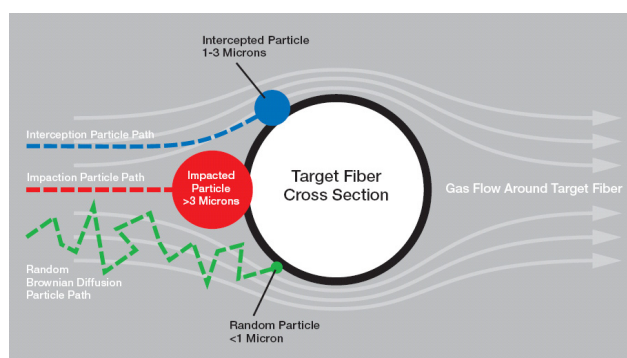 Intercepted Particle
1-3 Microns
Interception Particle Path
Impaction Particle Path
Impacted
Particle
>3 Microns
Target Fiber
Cross Section
Gas Flow Around Target Fiber
Random
Brownian Diffusion
Particle Path
Random Particle
<1 Micron